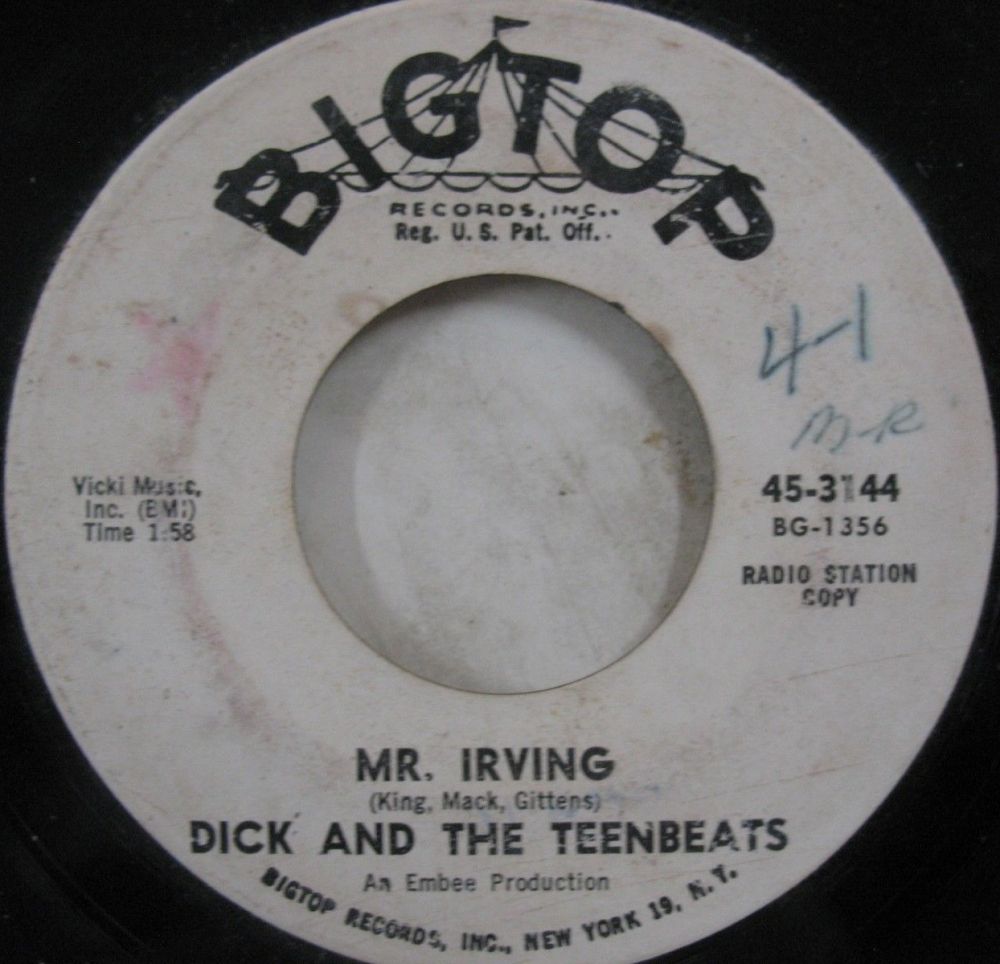 BIGTOP
RECORDS, INC.
Reg. U. S. Pat. Off.
4-1
MR
Vicki Music,
Inc. (BMI)
Time 1:58
45-3144
BG-1356
RADIO STATION
COPY
MR. IRVING
(King, Mack, Gittens)
DICK AND THE TEENBEATS
An Embee Production
BIGTOP RECORDS, INC., NEW YORK 19, N. Y.